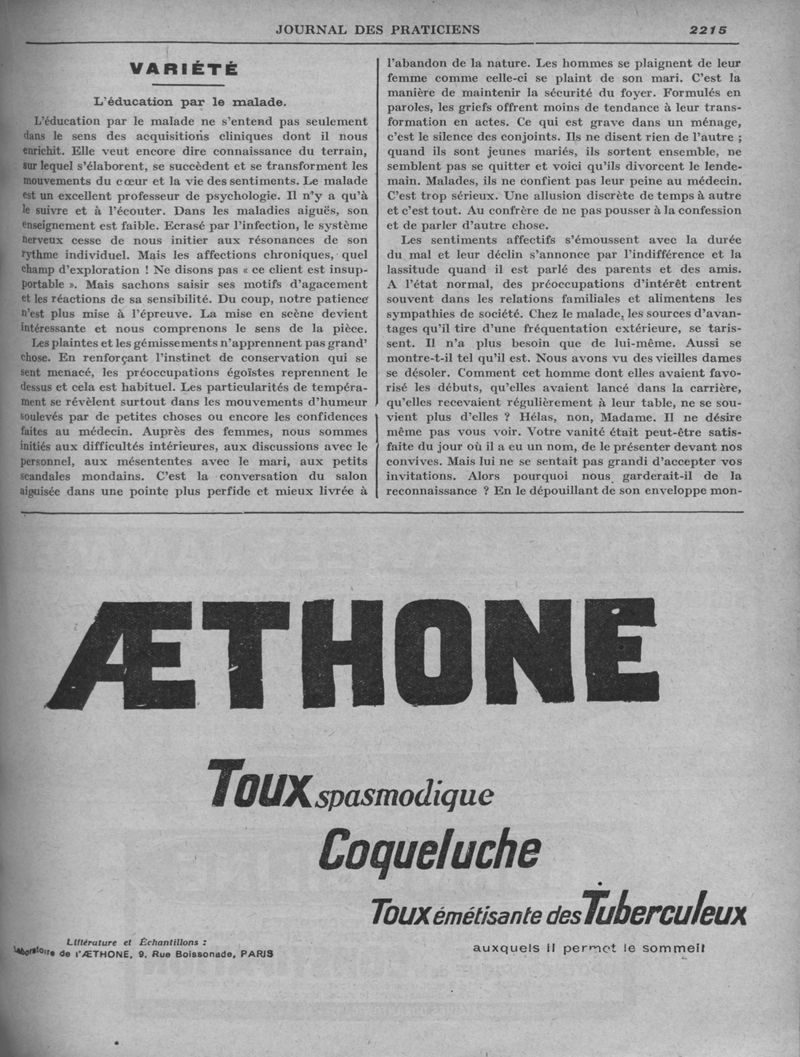 JOURNAL DES PRATICIENS 2215
VARIÉTÉ
L'éducation par le malade.
L'éducation par le malade ne s'entend pas seulement
dans le sens des acquisitions cliniques dont il nous
enrichit. Elle veut encore dire connaissance du terrain,
sur lequel s'élaborent, se succèdent et se transforment les
mouvements du cœur et la vie des sentiments. Le malade
est un excellent professeur de psychologie. Il n'y a qu'à
le suivre et à l'écouter. Dans les maladies aiguës, son
enseignement est faible. Ecrasé par l'infection, le système
nerveux cesse de nous initier aux résonances de son
rythme individuel. Mais les affections chroniques, quel
champ d'exploration ! Ne disons pas « ce client est insup-
portable ». Mais sachons saisir ses motifs d'agacement
et les réactions de sa sensibilité. Du coup, notre patience
n'est plus mise à l'épreuve. La mise en scène devient
intéressante et nous comprenons le sens de la pièce.
Les plaintes et les gémissements n'apprennent pas grand'
chose. En renforçant l'instinct de conservation qui se
sent menacé, les préoccupations égoïstes reprennent le
dessus et cela est habituel. Les particularités de tempéra-
ment se révèlent surtout dans les mouvements d'humeur
soulevés par de petites choses ou encore les confidences
faites au médecin. Auprès des femmes, nous sommes
initiés aux difficultés intérieures, aux discussions avec le
personnel, aux mésententes avec le mari, aux petits
scandales mondains. C'est la conversation du salon
aiguisée dans une pointe plus perfide et mieux livrée à
l'abandon de la nature. Les hommes se plaignent de leur
femme comme celle-ci se plaint de son mari. C'est la
manière de maintenir la sécurité du foyer. Formulés en
paroles, les griefs offrent moins de tendance à leur trans-
formation en actes. Ce qui est grave dans un ménage,
c'est le silence des conjoints. Ils ne disent rien de l'autre ;
quand ils sont jeunes mariés, ils sortent ensemble, ne
semblent pas se quitter et voici qu'ils divorcent le lende-
main. Malades, ils ne confient pas leur peine au médecin.
C'est trop sérieux. Une allusion discrète de temps à autre
et c'est tout. Au confrère de ne pas pousser à la confession
et de parler d'autre chose.
Les sentiments affectifs s'émoussent avec la durée
du mal et leur déclin s'annonce par l'indifférence et la
lassitude quand il est parlé des parents et des amis.
A l'état normal, des préoccupations d'intérêt entrent
souvent dans les relations familiales et alimentens les
sympathies de société. Chez le malade, les sources d'avan-
tages qu'il tire d'une fréquentation extérieure, se taris-
sent. Il n'a plus besoin que de lui-même. Aussi se
montre-t-il tel qu'il est. Nous avons vu des vieilles dames
se désoler. Comment cet homme dont elles avaient favo-
risé les débuts, qu'elles avaient lancé dans la carrière,
qu'elles recevaient régulièrement à leur table, ne se sou-
vient plus d'elles ? Hélas, non, Madame. Il ne désire
même pas vous voir. Votre vanité était peut-être satis-
faite du jour où il a eu un nom, de le présenter devant nos
convives. Mais lui ne se sentait pas grandi d'accepter vos
invitations. Alors pourquoi nous garderait-il de la
reconnaissance ? En le dépouillant de son enveloppe mon-
ÆTHONE
Toux spasmodique
Coqueluche
Toux émétisante des Tuberculeux
auxquels il permet le sommeil
Littérature et Échantillons :
Laboratoire de l'ÆTHONE, 9, Rue Boissonade, PARIS